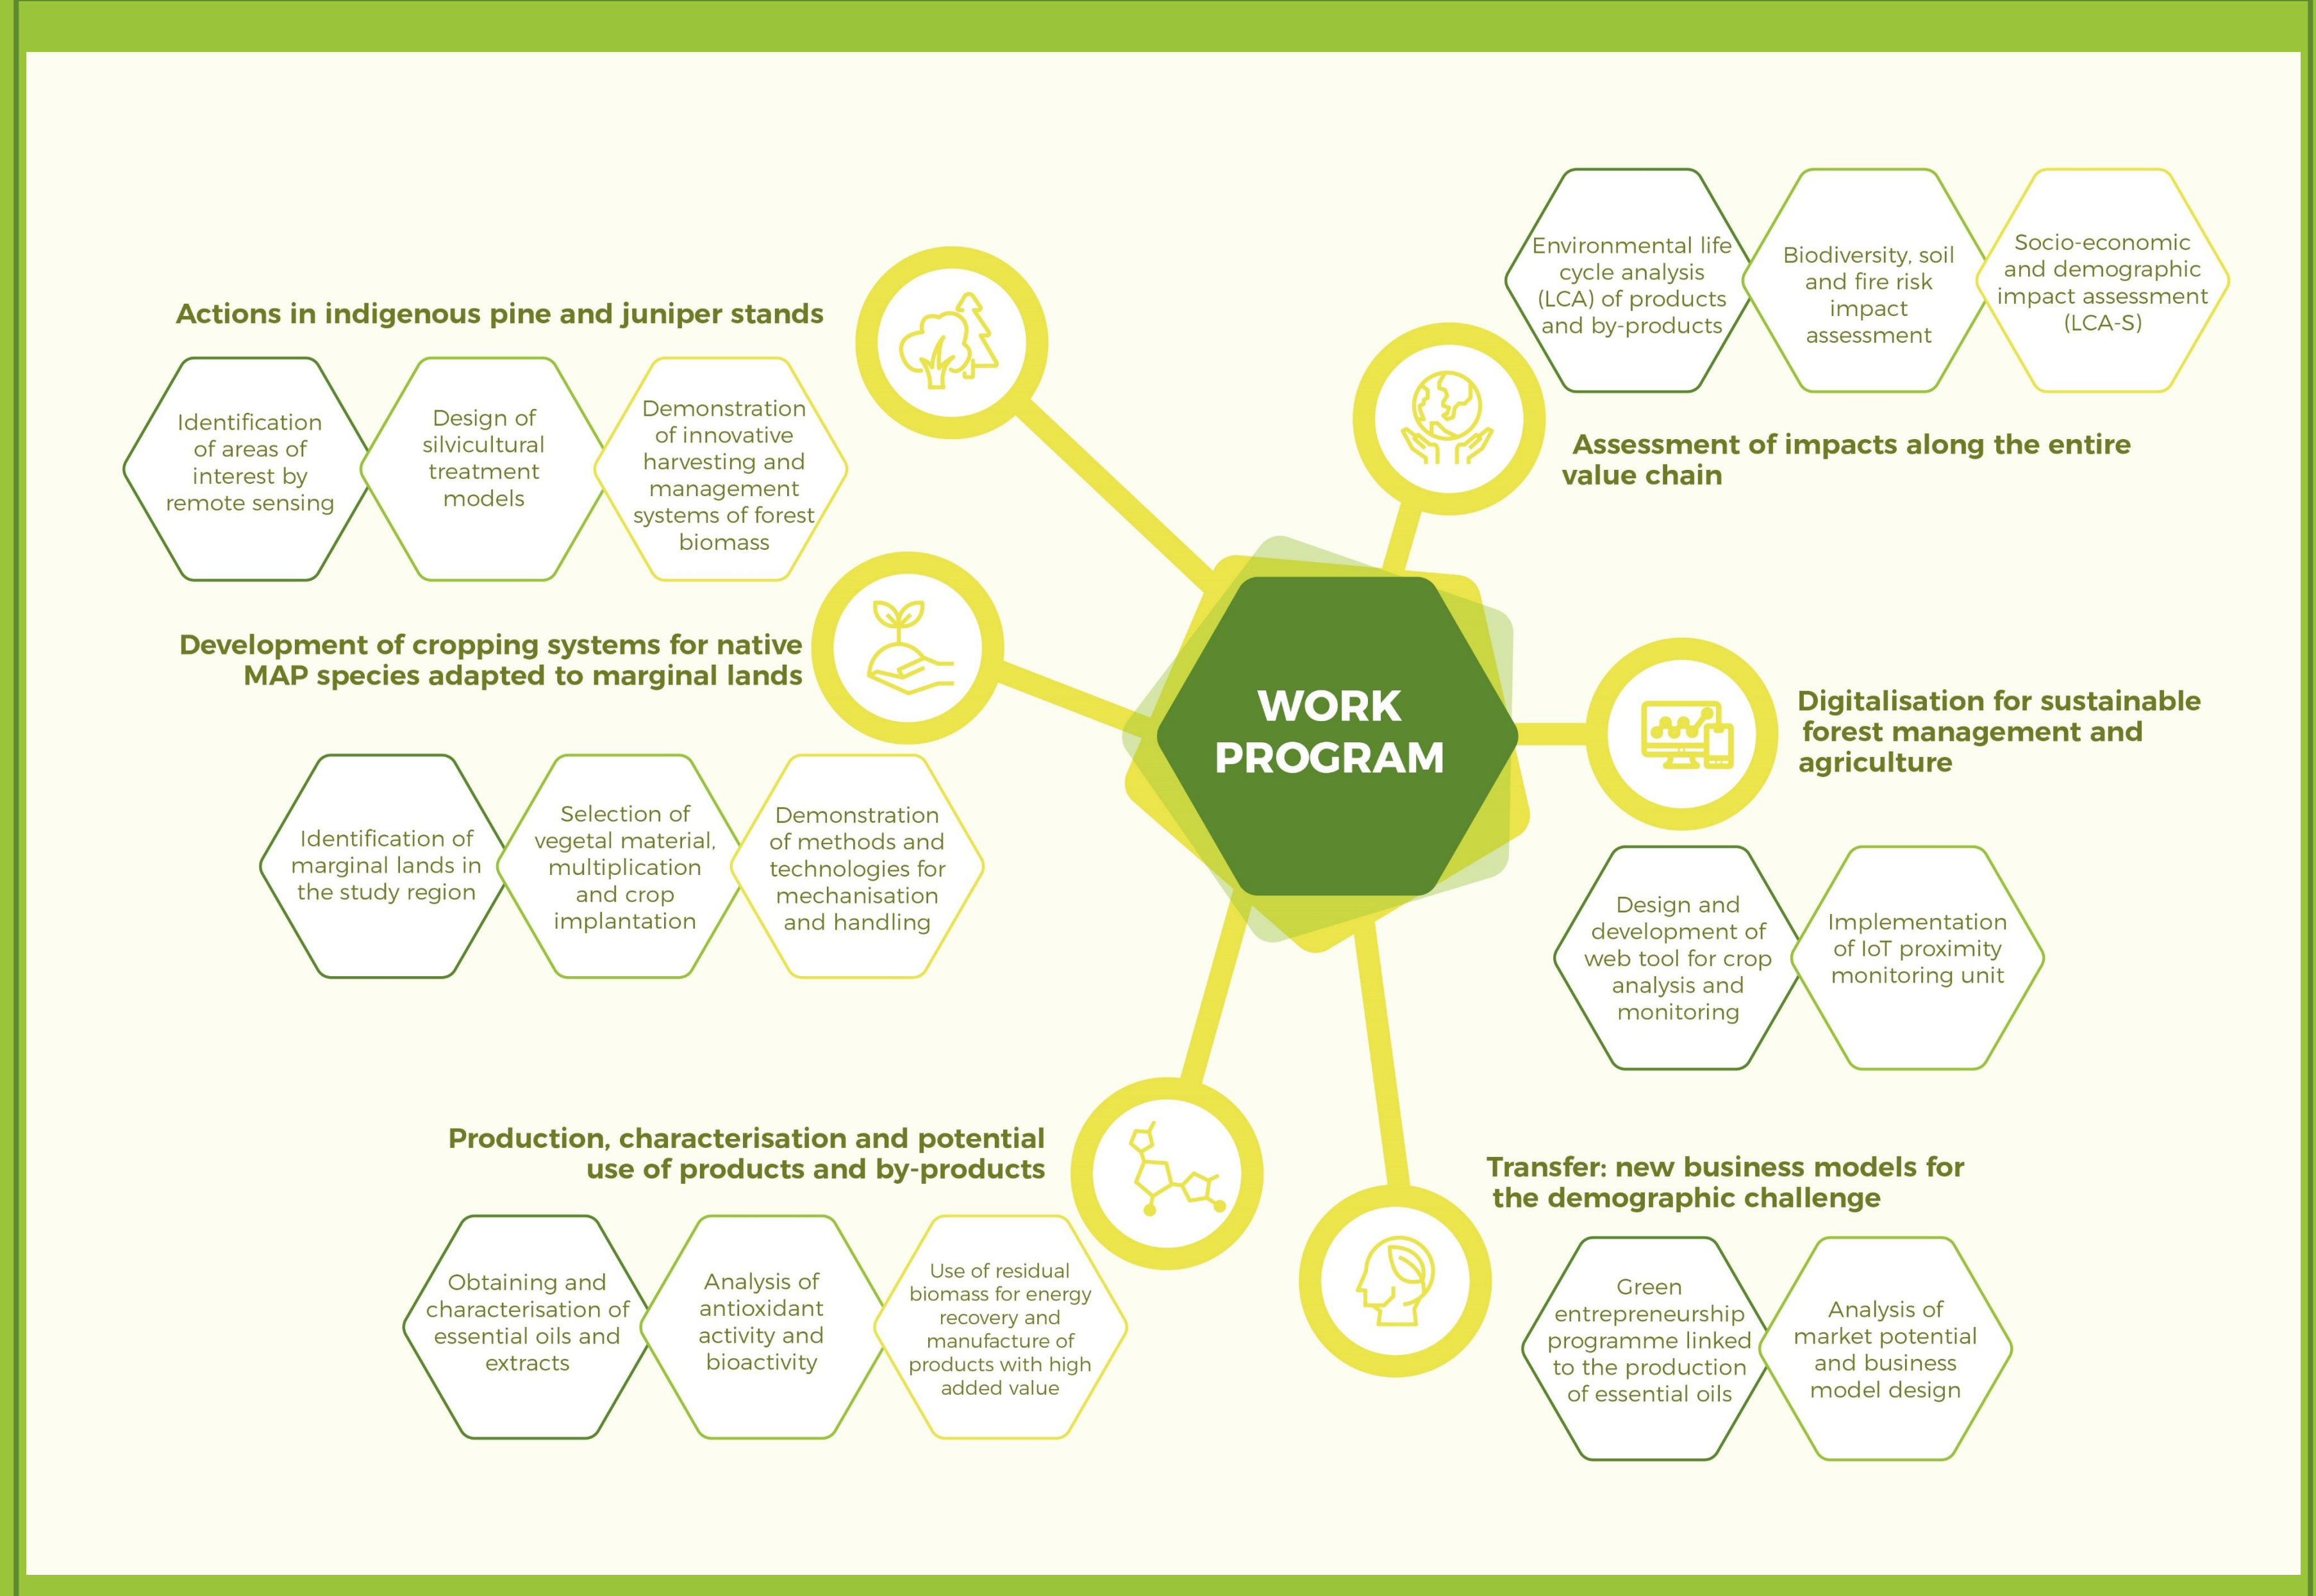 Actions in indigenous pine and juniper stands
Identification
of areas of
interest by
remote sensing
Design of
silvicultural
treatment
models
Demonstration
of innovative
harvesting and
management
systems of forest
biomass
Development of cropping systems for native
MAP species adapted to marginal lands
Identification of
marginal lands in
the study region
Selection of
vegetal material,
multiplication
and crop
implantation
Demonstration
of methods and
technologies for
mechanisation
and handling
Production, characterisation and potential
use of products and by-products
Obtaining and
characterisation of
essential oils and
extracts
Analysis of
antioxidant
activity and
bioactivity
Use of residual
biomass for energy
recovery and
manufacture of
products with high
added value
WORK
PROGRAM
Environmental life
cycle analysis
(LCA) of products
and by-products
Biodiversity, soil
and fire risk
impact
assessment
Socio-economic
and demographic
impact assessment
(LCA-S)
Assessment of impacts along the entire
value chain
Digitalisation for sustainable
forest management and
agriculture
Design and
development of
web tool for crop
analysis and
monitoring
Implementation
of IoT proximity
monitoring unit
Transfer: new business models for
the demographic challenge
Green
entrepreneurship
programme linked
to the production
of essential oils
Analysis of
market potential
and business
model design